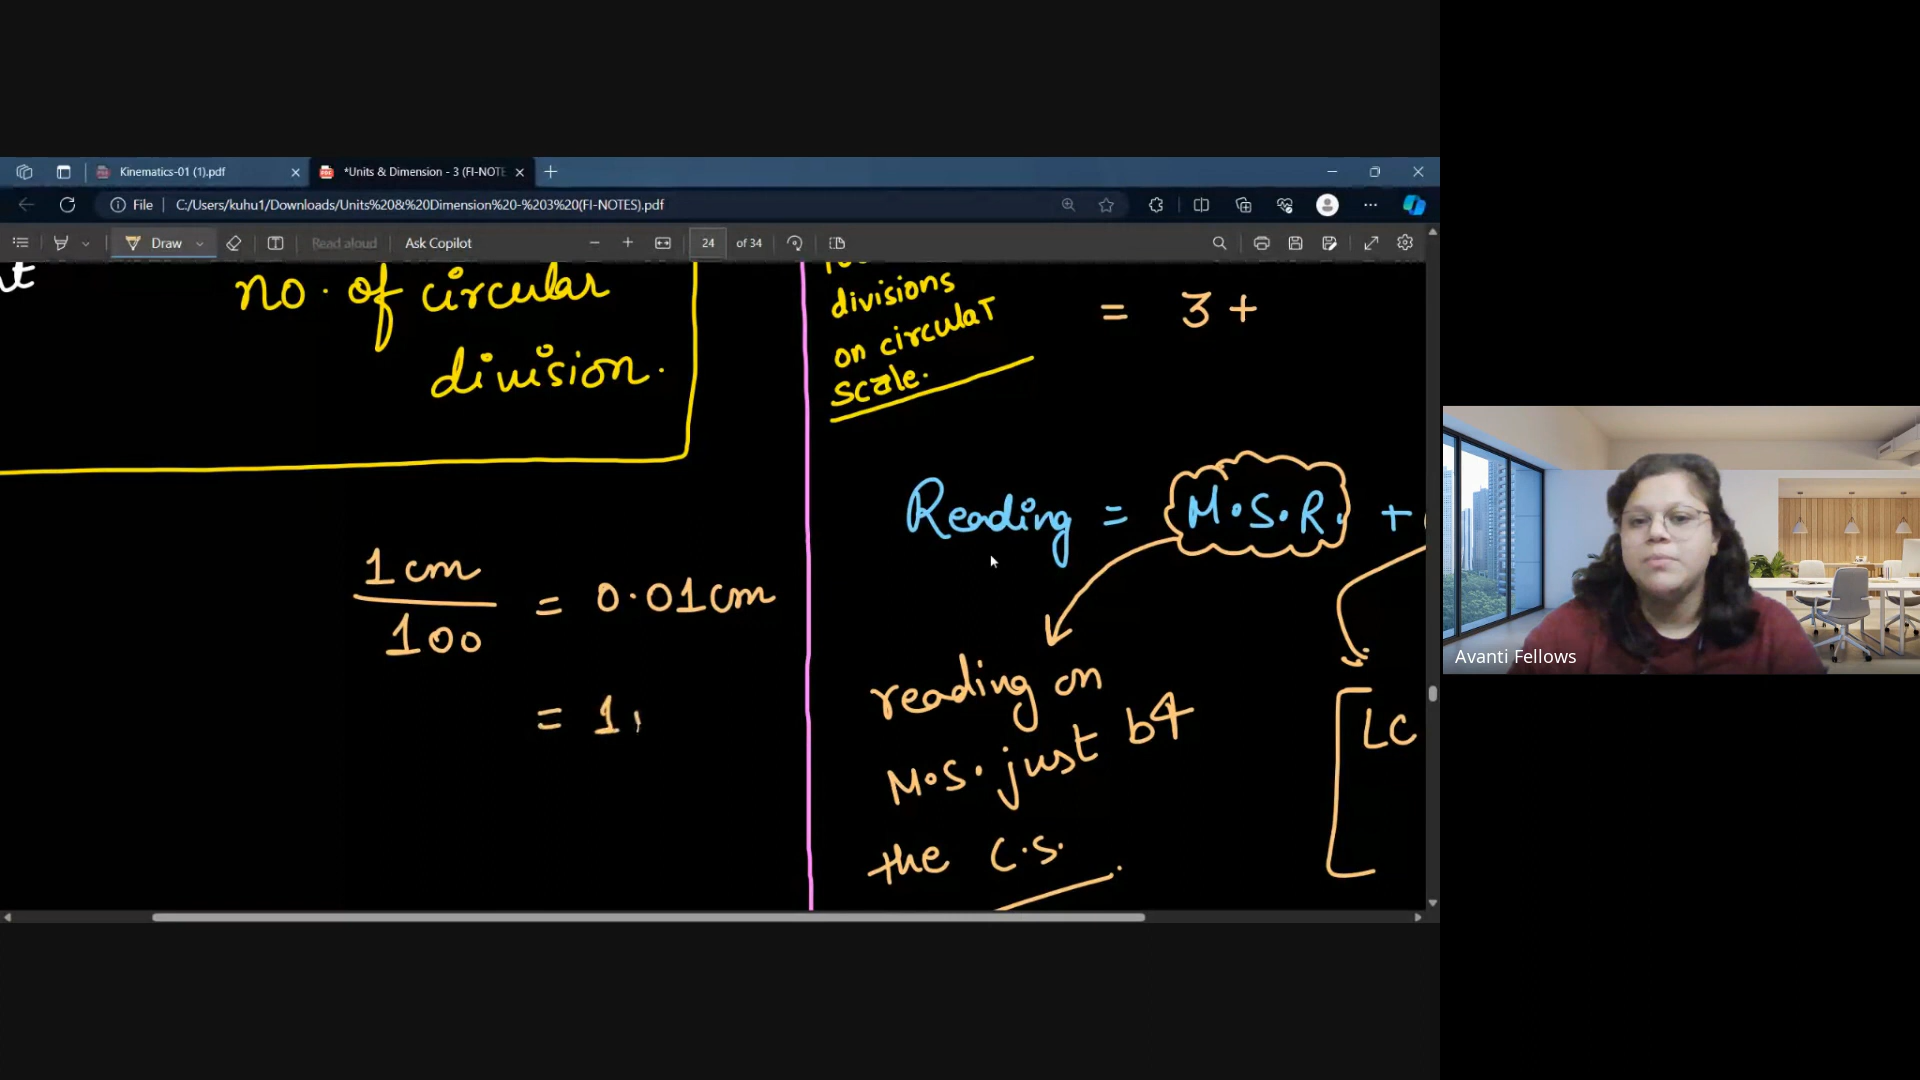 Kinematics-01 (1).pdf
*Units & Dimension - 3 (FI-NOTE
File
C:/Users/kuhu1/Downloads/Units%20&%20Dimension%20-%203%20(FI-NOTES).pdf
Draw
Read aloud
Ask Copilot
24
of 34
no. of circular
division.
divisions
on circular
scale.
= 3 +
Reading = M.S.R. +
1 cm
100
= 0.01cm
= 1
reading on
M.S. just b4
the C.S.
LC
Avanti Fellows